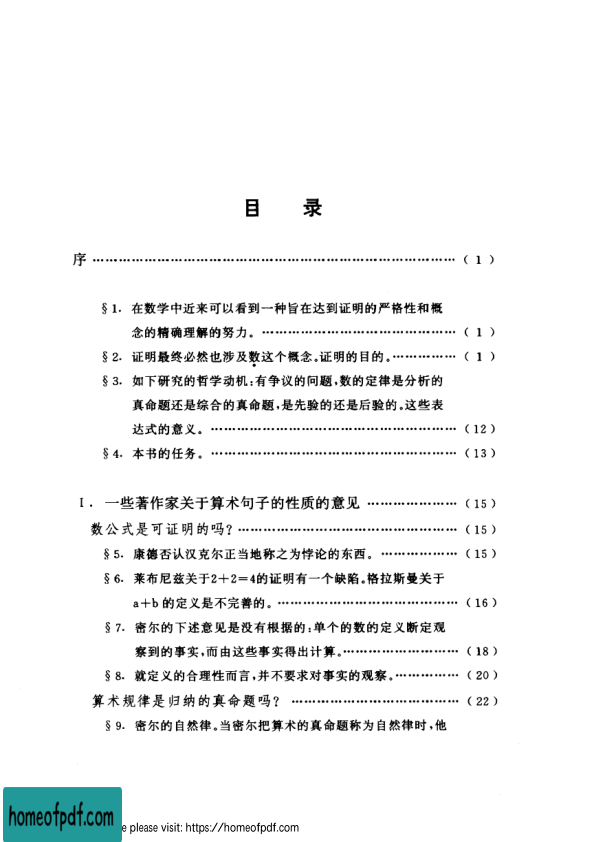 目 录
序 ……………………………………………………………… ( 1 )
§1. 在数学中近来可以看到一种旨在达到证明的严格性和概
念的精确理解的努力。 ……………………………… ( 1 )
§2. 证明最终必然也涉及数这个概念。证明的目的。………… ( 1 )
§3. 如下研究的哲学动机:有争议的问题,数的定律是分析的
真命题还是综合的真命题,是先验的还是后验的。这些表
达式的意义。 ……………………………………… (12)
§4. 本书的任务。 ……………………………………… (13)
Ⅰ. 一些著作家关于算术句子的性质的意见 ……………… (15)
数公式是可证明的吗? ………………………………… (15)
§5. 康德否认汉克尔正当地称之为悖论的东西。 …………… (15)
§6. 莱布尼兹关于2+2=4的证明有一个缺陷。格拉斯曼关于
a+b的定义是不完善的。 …………………………… (16)
§7. 密尔的下述意见是没有根据的:单个的数的定义断定观
察到的事实,而由这些事实得出计算。………………… (18)
§8. 就定义的合理性而言,并不要求对事实的观察。………… (20)
算术规律是归纳的真命题吗? ………………………… (22)
§9. 密尔的自然律。当密尔把算术的真命题称为自然律时,他
homeofpdf.com
e please visit: https://homeofpdf.com